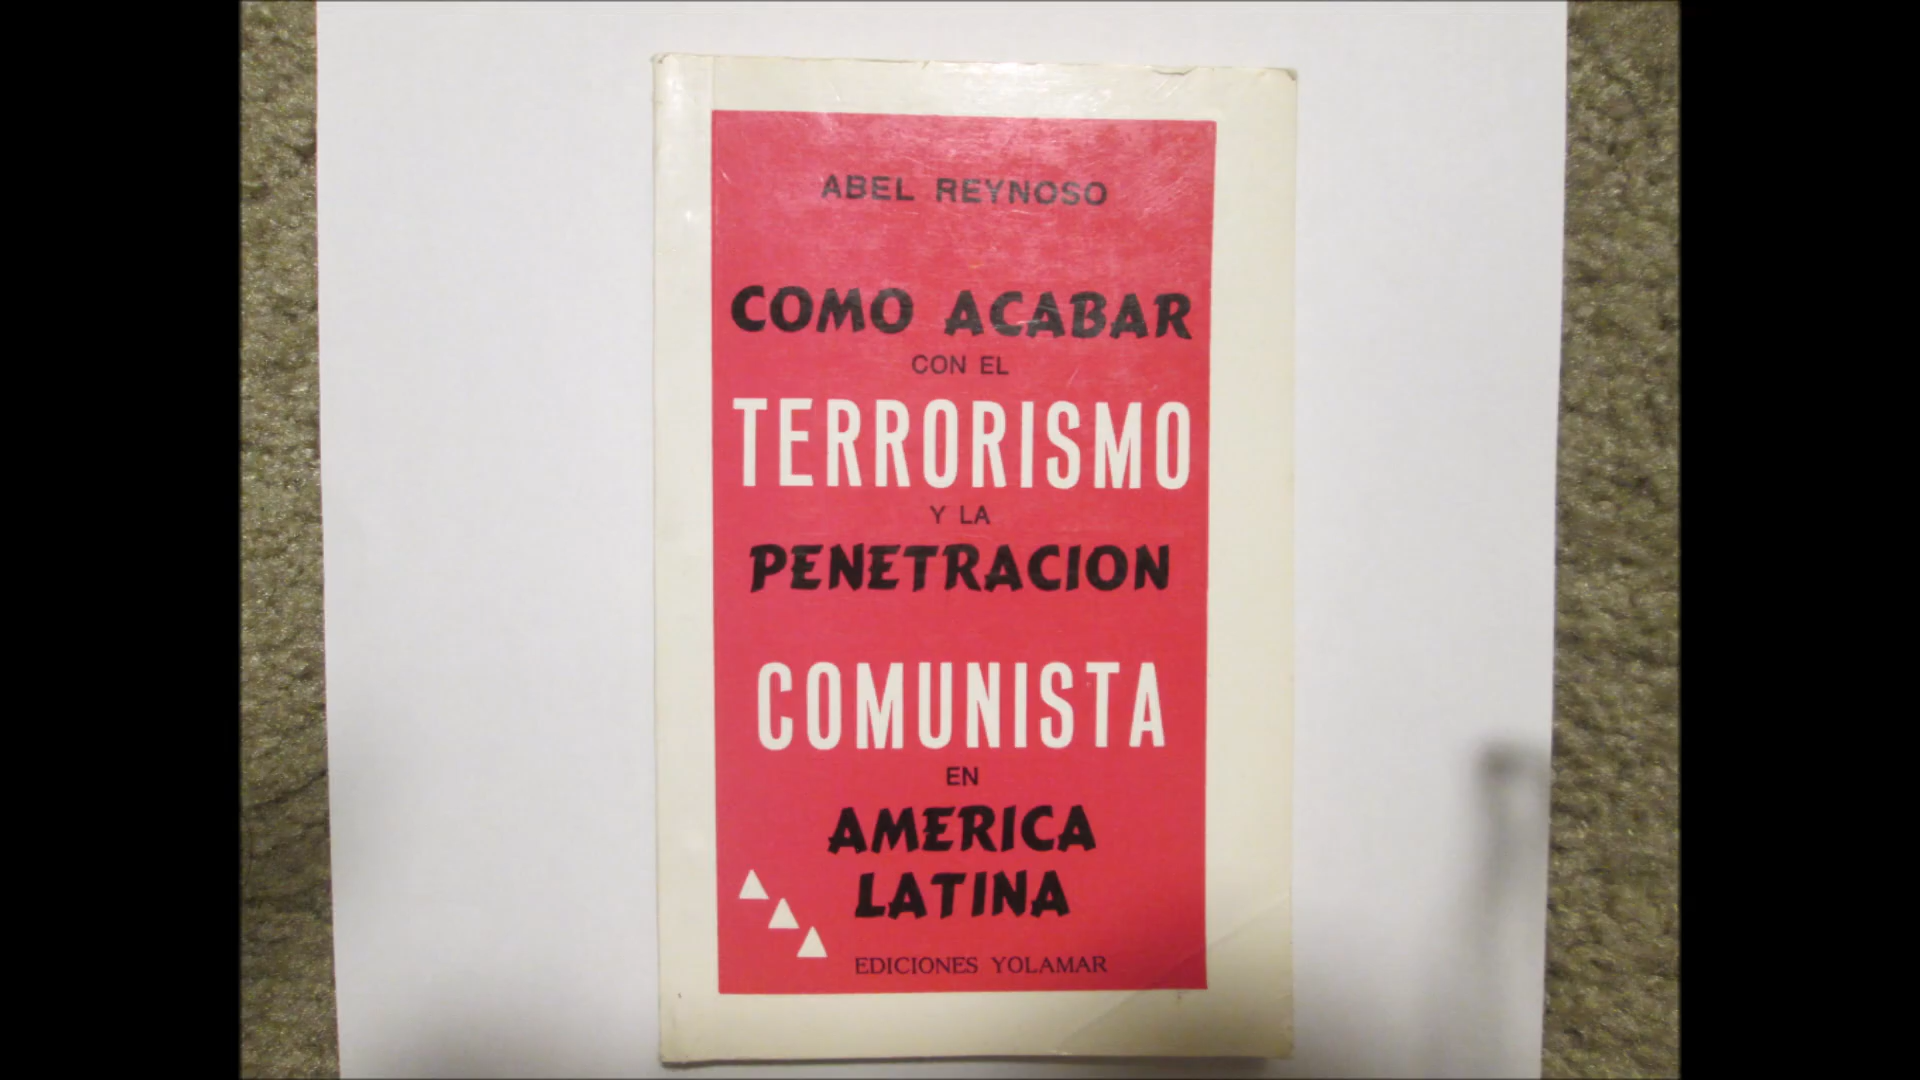 ABEL REYNOSO
COMO ACABAR
CON EL
TERRORISMO
Y LA
PENETRACION
COMUNISTA
EN
AMERICA
LATINA
EDICIONES YOLAMAR